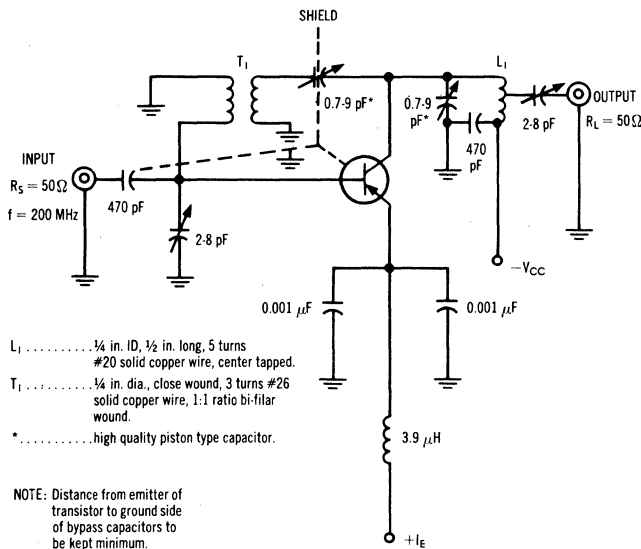 SHIELD
T₁
L₁
0.7-9 pF*
0.7-9
pF*
470
pF
2-8 pF
OUTPUT
R_L = 50Ω
INPUT
R_S = 50Ω
f = 200 MHz
470 pF
2-8 pF
-V_CC
0.001 μF
0.001 μF
L₁ . . . . . . . . . . ¼ in. ID, ½ in. long, 5 turns
#20 solid copper wire, center tapped.
T₁ . . . . . . . . . . ¼ in. dia., close wound, 3 turns #26
solid copper wire, 1:1 ratio bi-filar
wound.
* . . . . . . . . . . . high quality piston type capacitor.
3.9 μH
NOTE: Distance from emitter of
transistor to ground side
of bypass capacitors to
be kept minimum.
+I_E